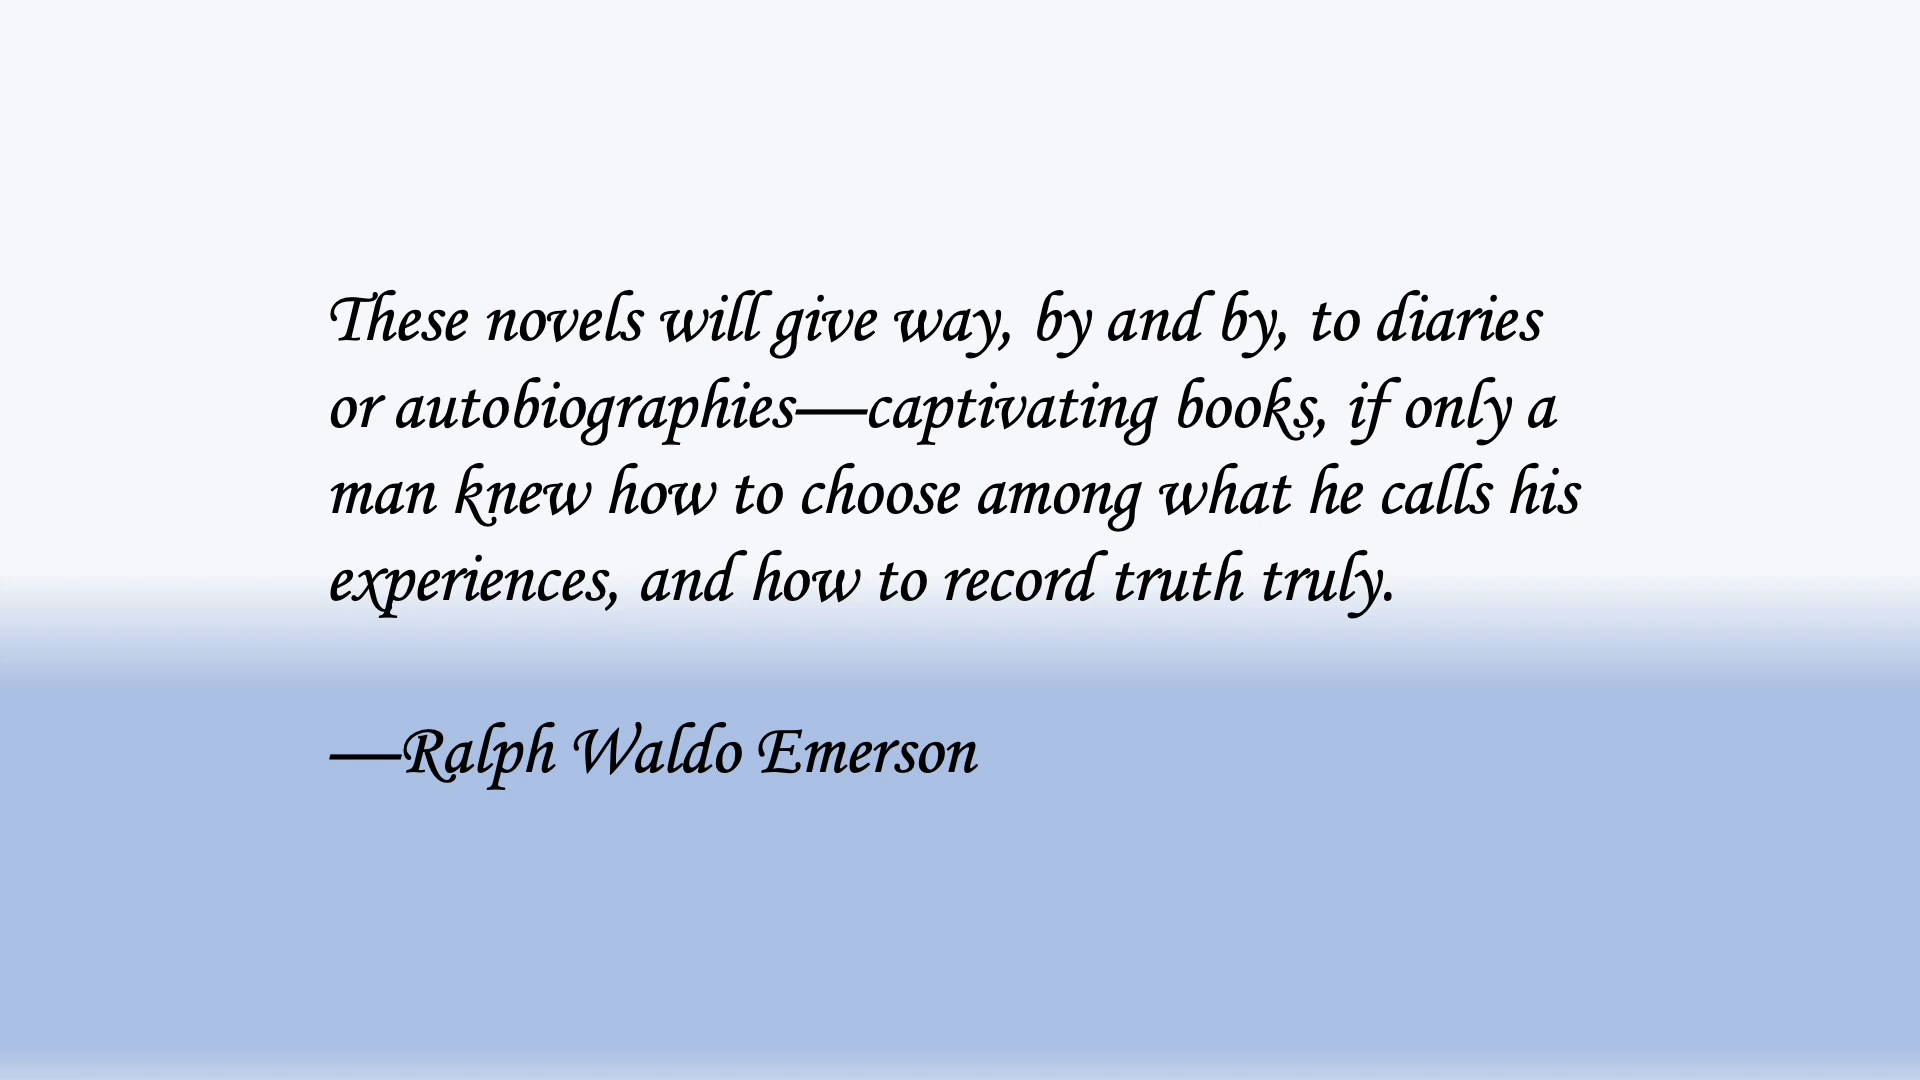 These novels will give way, by and by, to diaries
or autobiographies—captivating books, if only a
man knew how to choose among what he calls his
experiences, and how to record truth truly.
—Ralph Waldo Emerson